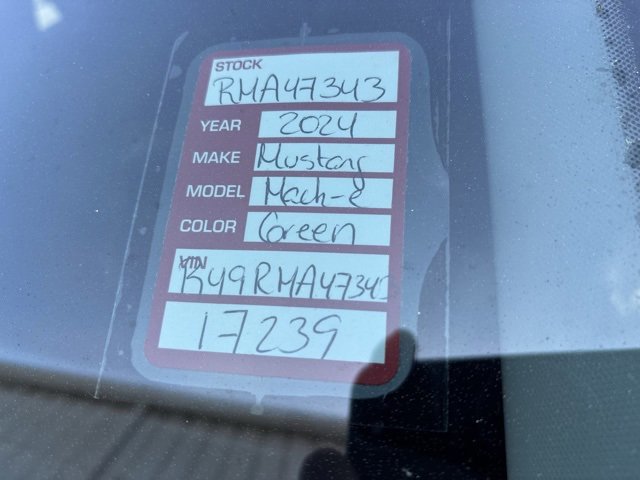 STOCK
RMA47343
YEAR 2024
MAKE Mustang
MODEL Mach-e
COLOR Green
VIN
K49RMA47343
17239